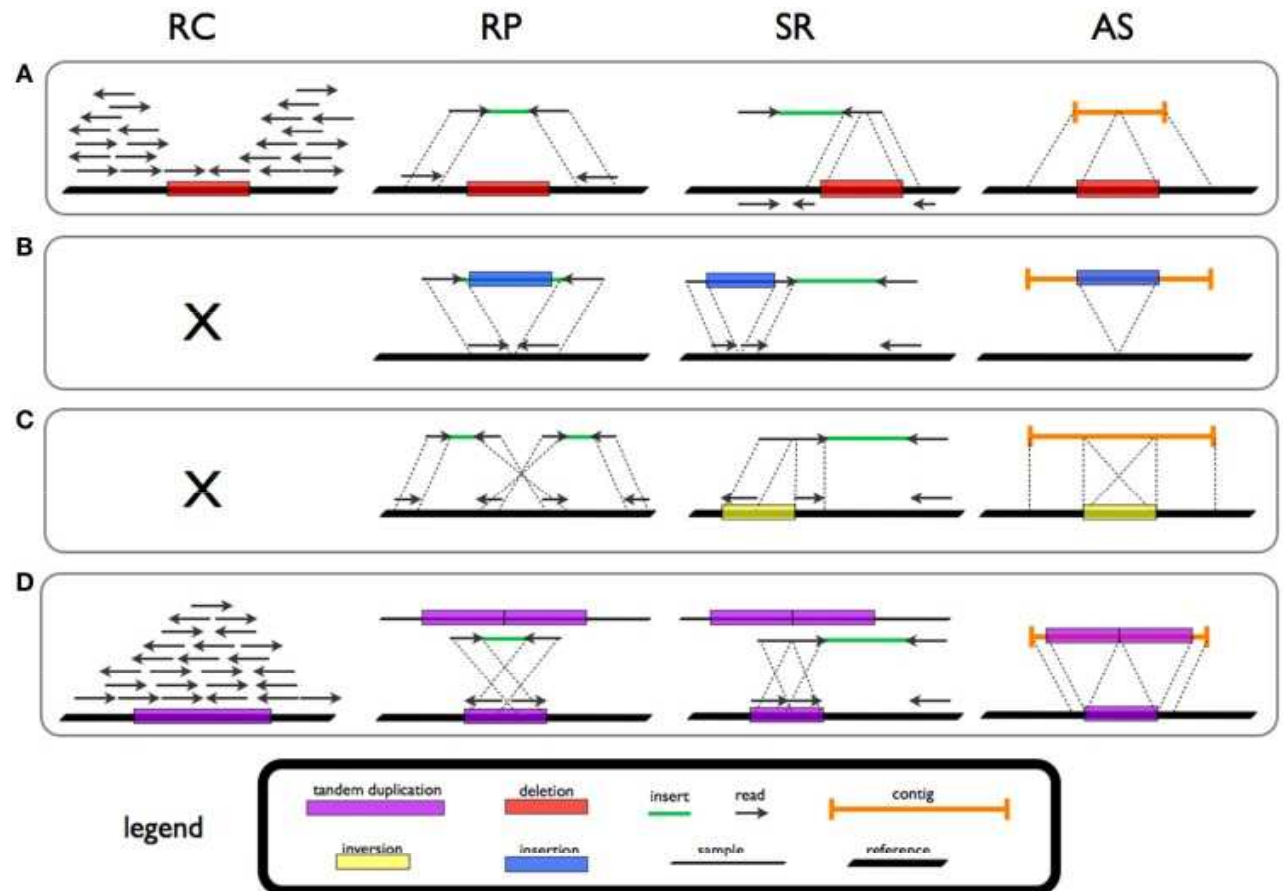 RC RP SR AS
A
B
X
C
X
D
tandem duplication deletion insert read contig
legend
inversion insertion sample reference